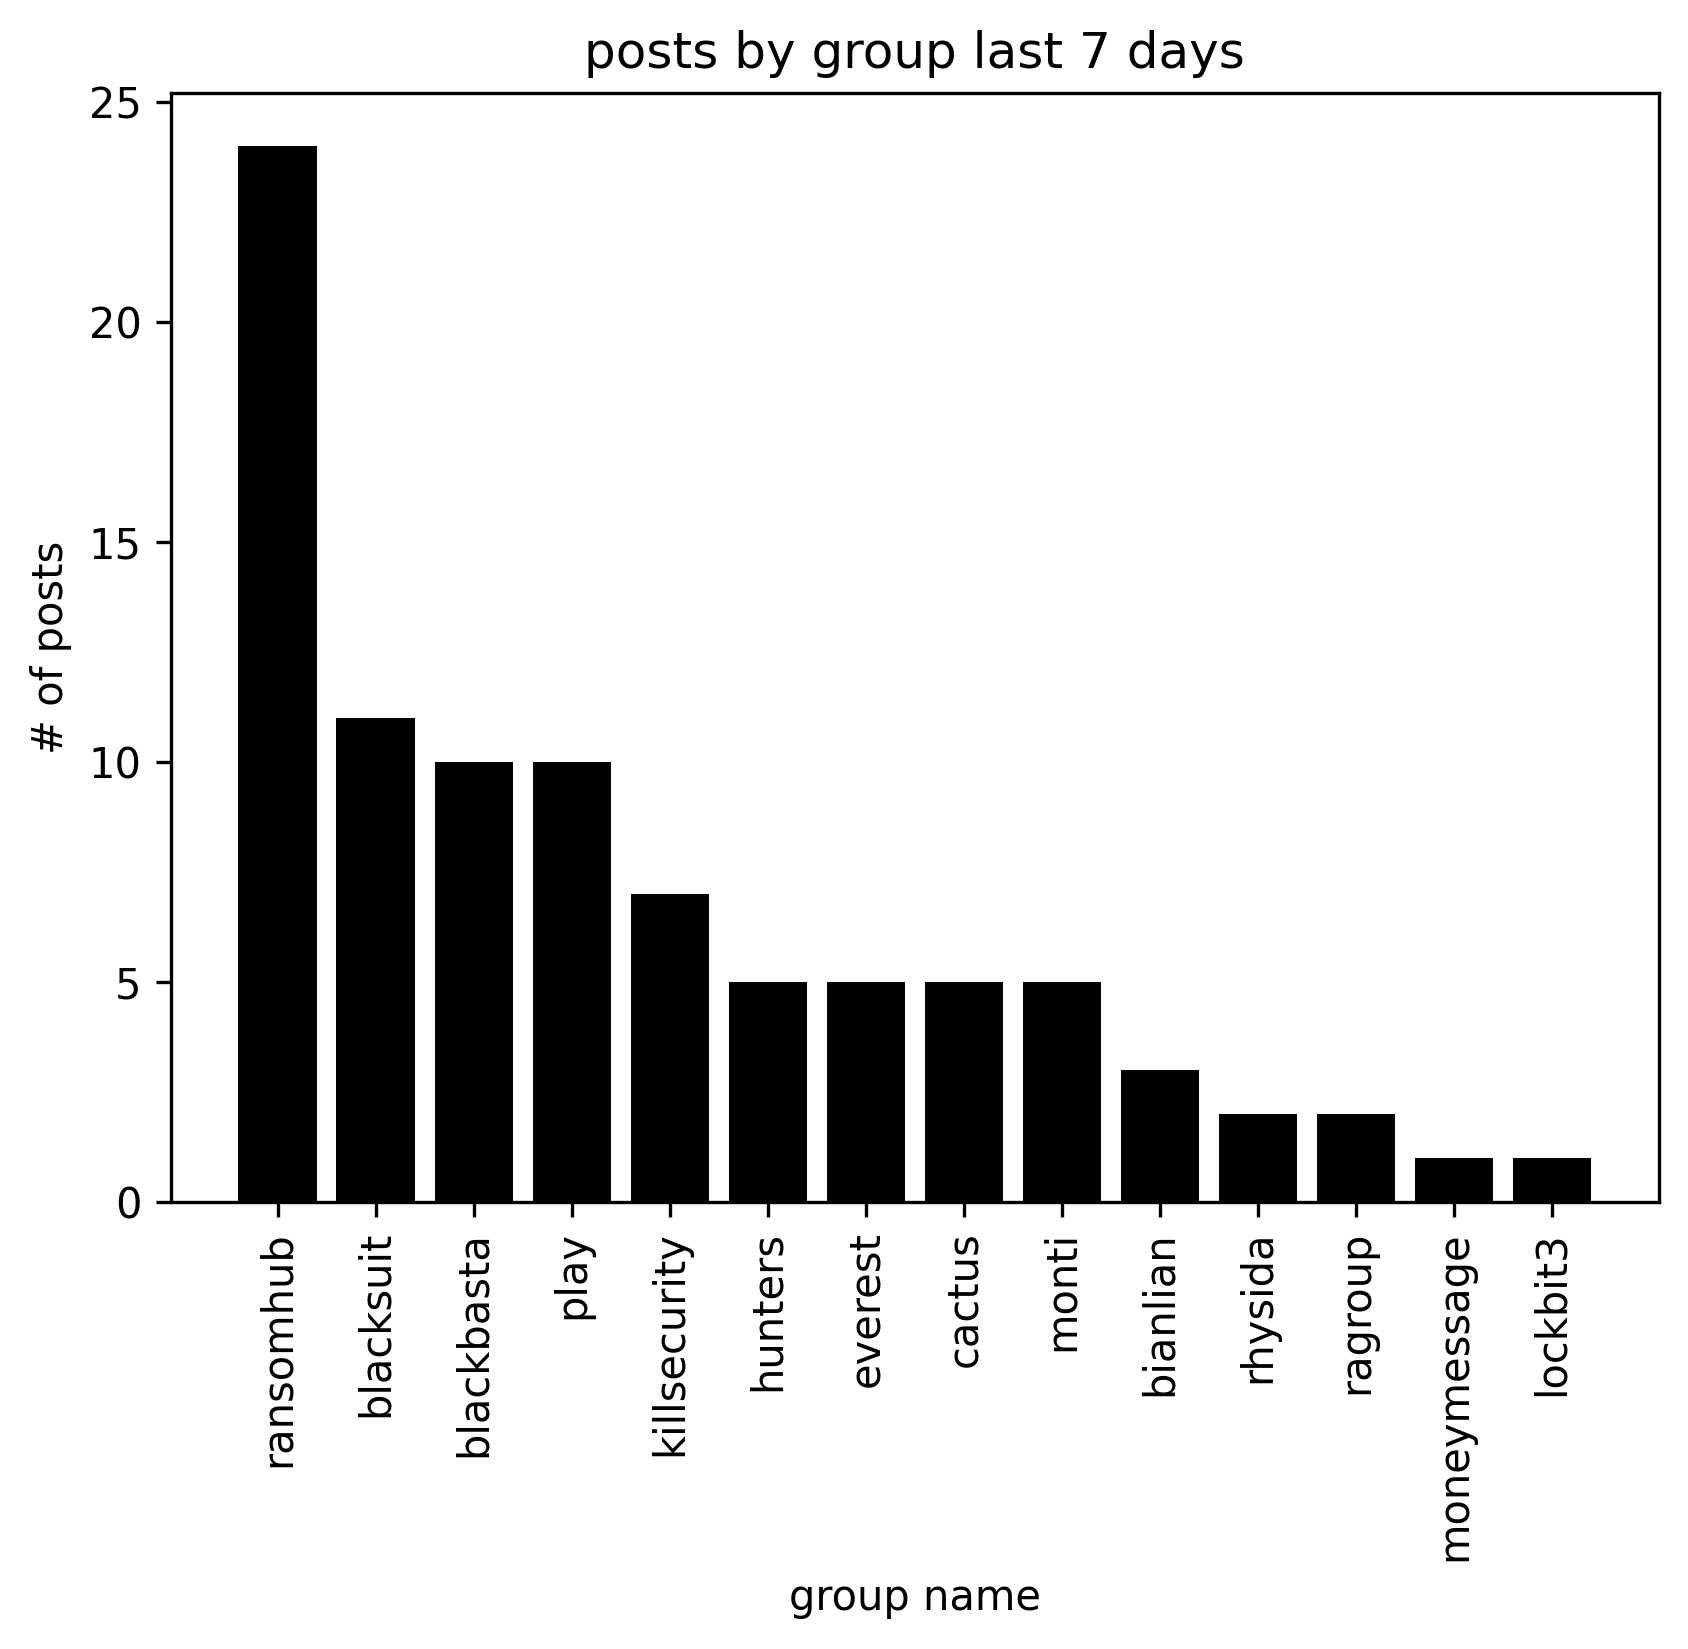 posts by group last 7 days
25
20
15
10
5
0
# of posts
ransomhub
blacksuit
blackbasta
play
killsecurity
hunters
everest
cactus
monti
bianlian
rhysida
ragroup
moneymessage
lockbit3
group name